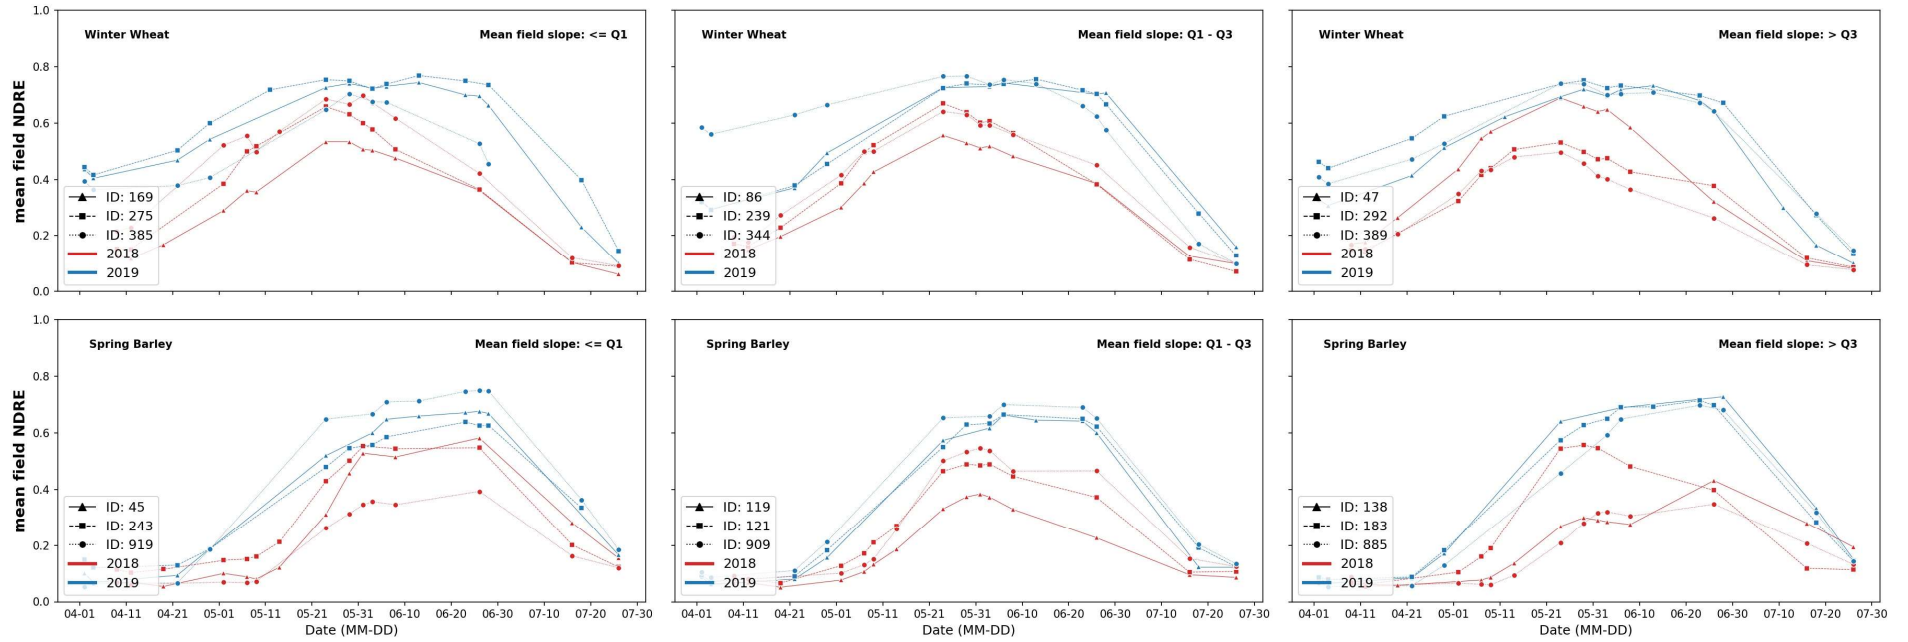 1.0
0.8
0.6
0.4
0.2
0.0
mean field NDRE
Winter Wheat
Mean field slope: <= Q1
ID: 169
ID: 275
ID: 385
2018
2019
Winter Wheat
Mean field slope: Q1 - Q3
ID: 86
ID: 239
ID: 344
2018
2019
Winter Wheat
Mean field slope: > Q3
ID: 47
ID: 292
ID: 389
2018
2019
1.0
0.8
0.6
0.4
0.2
0.0
mean field NDRE
Spring Barley
Mean field slope: <= Q1
ID: 45
ID: 243
ID: 919
2018
2019
04-01 04-11 04-21 05-01 05-11 05-21 05-31 06-10 06-20 06-30 07-10 07-20 07-30
Date (MM-DD)
Spring Barley
Mean field slope: Q1 - Q3
ID: 119
ID: 121
ID: 909
2018
2019
04-01 04-11 04-21 05-01 05-11 05-21 05-31 06-10 06-20 06-30 07-10 07-20 07-30
Date (MM-DD)
Spring Barley
Mean field slope: > Q3
ID: 138
ID: 183
ID: 885
2018
2019
04-01 04-11 04-21 05-01 05-11 05-21 05-31 06-10 06-20 06-30 07-10 07-20 07-30
Date (MM-DD)